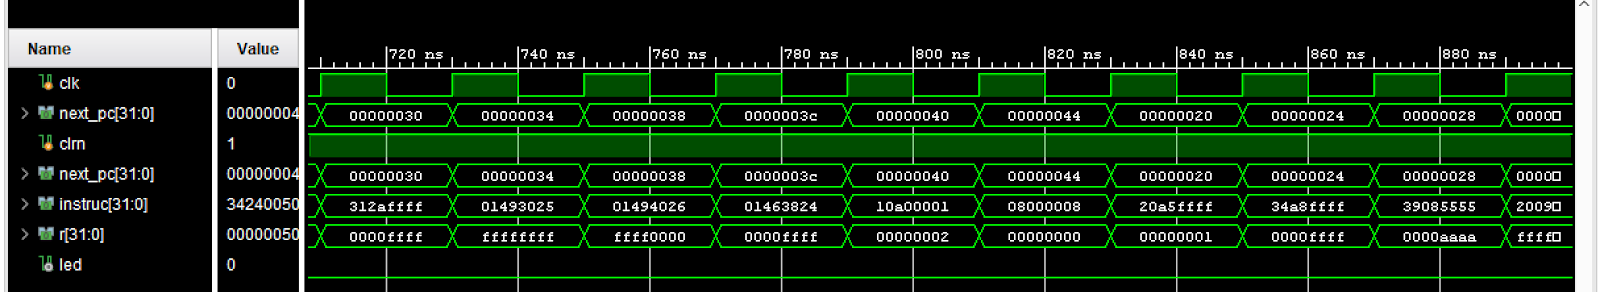 Name Value
720 ns 740 ns 760 ns 780 ns 800 ns 820 ns 840 ns 860 ns 880 ns
clk 0
next_pc[31:0] 00000004 00000030 00000034 00000038 0000003c 00000040 00000044 00000020 00000024 00000028 0000
clrn 1
next_pc[31:0] 00000004 00000030 00000034 00000038 0000003c 00000040 00000044 00000020 00000024 00000028 0000
instruc[31:0] 34240050 312affff 01493025 01494026 01463824 10a00001 08000008 20a5ffff 34a8ffff 39085555 2009
r[31:0] 00000050 0000ffff ffffffff ffff0000 0000ffff 00000002 00000000 00000001 0000ffff 0000aaaa ffff
led 0